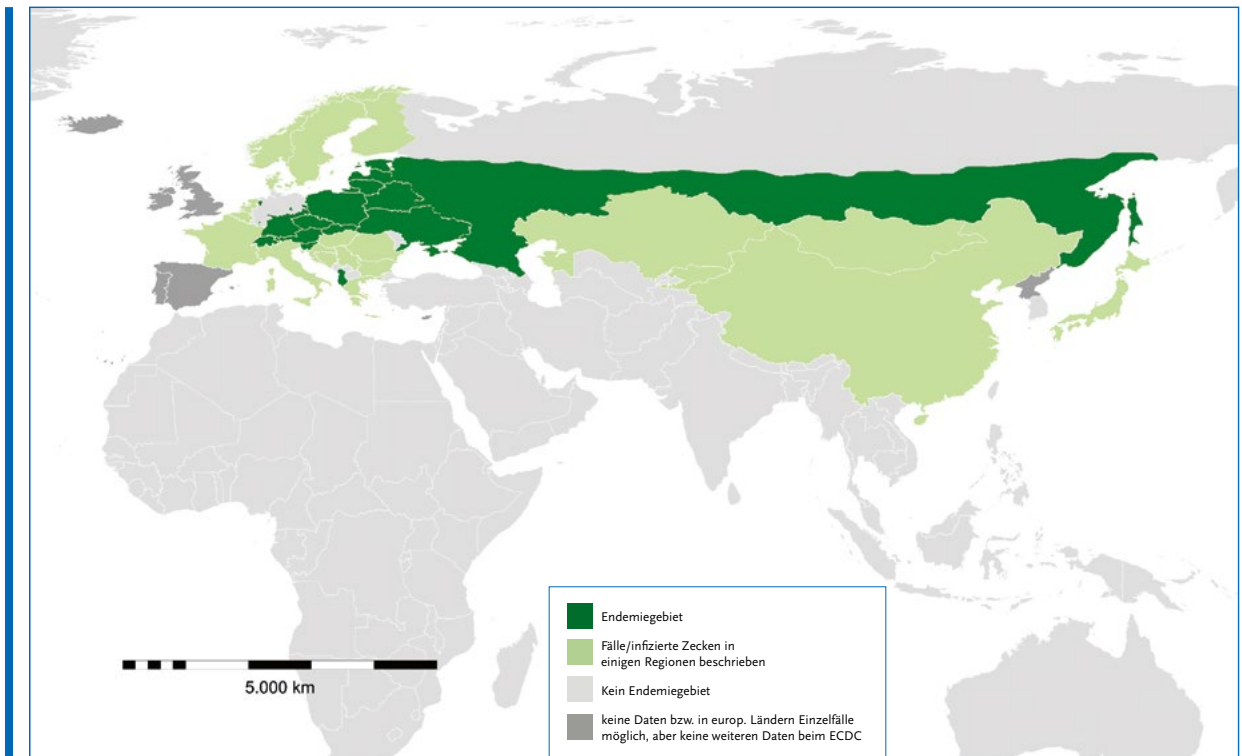 5.000 km
Endemiegebiet
Fälle/infizierte Zecken in
einigen Regionen beschrieben
Kein Endemiegebiet
keine Daten bzw. in europ. Ländern Einzelfälle
möglich, aber keine weiteren Daten beim ECDC